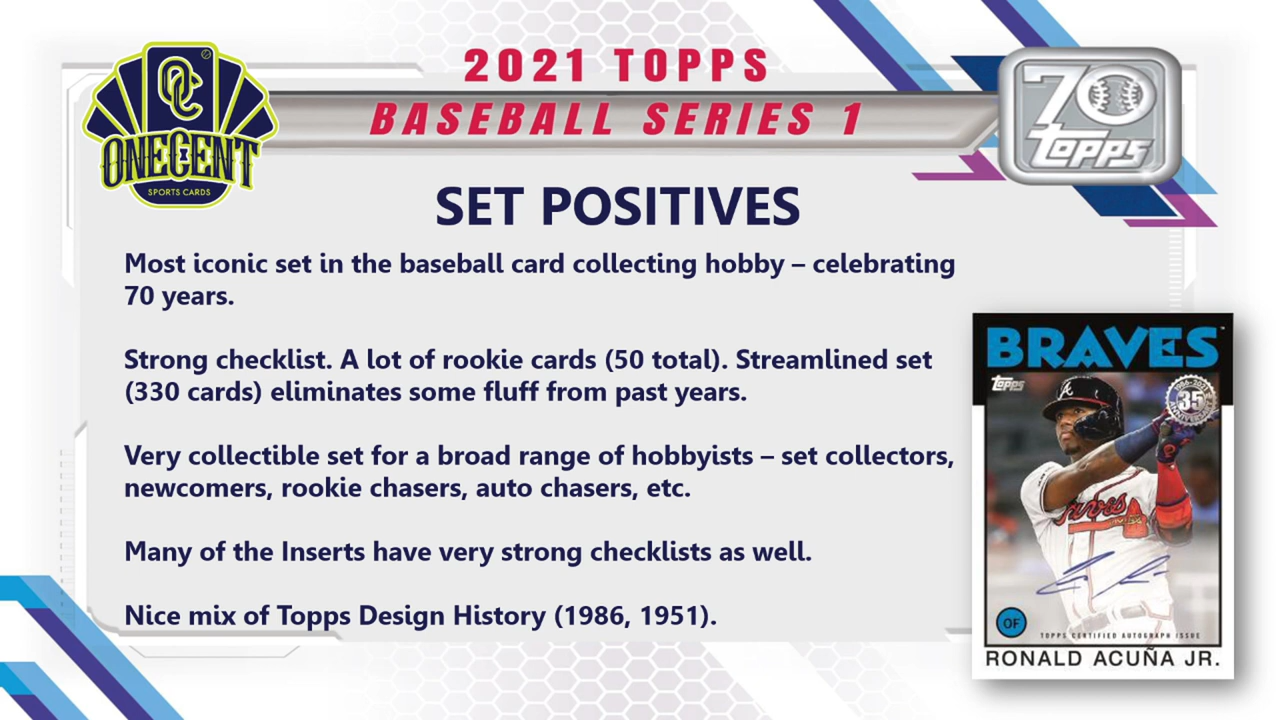 2021 TOPPS
BASEBALL SERIES 1
OC
ONECENT
SPORTS CARDS
70
topps
SET POSITIVES
Most iconic set in the baseball card collecting hobby – celebrating
70 years.
Strong checklist. A lot of rookie cards (50 total). Streamlined set
(330 cards) eliminates some fluff from past years.
Very collectible set for a broad range of hobbyists – set collectors,
newcomers, rookie chasers, auto chasers, etc.
Many of the Inserts have very strong checklists as well.
Nice mix of Topps Design History (1986, 1951).
BRAVES™
Topps
35
A
Braves
OF
TOPPS CERTIFIED AUTOGRAPH ISSUE
RONALD ACUÑA JR.